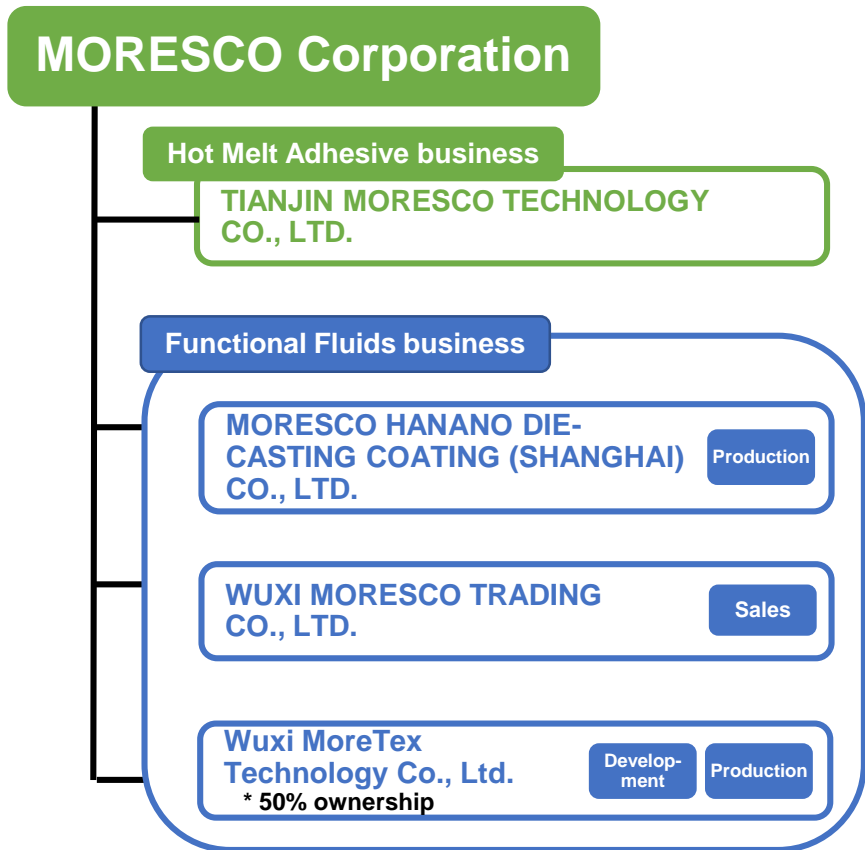 MORESCO Corporation
Hot Melt Adhesive business
TIANJIN MORESCO TECHNOLOGY
CO., LTD.
Functional Fluids business
MORESCO HANANO DIE-
CASTING COATING (SHANGHAI)
CO., LTD.
Production
WUXI MORESCO TRADING
CO., LTD.
Sales
Wuxi MoreTex
Technology Co., Ltd.
* 50% ownership
Develop-
ment
Production